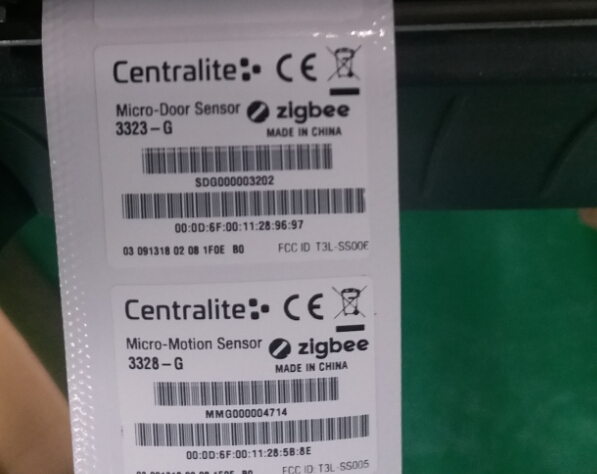 Centralite CE
Micro-Door Sensor zigbee
3323-G MADE IN CHINA
SDG000003202
00:0D:6F:00:11:28:96:97
03 091318 02 08 1F0E B0 FCC ID T3L-SS006
Centralite CE
Micro-Motion Sensor zigbee
3328-G MADE IN CHINA
MMG000004714
00:0D:6F:00:11:28:5B:8E
FCC ID T3L-SS005